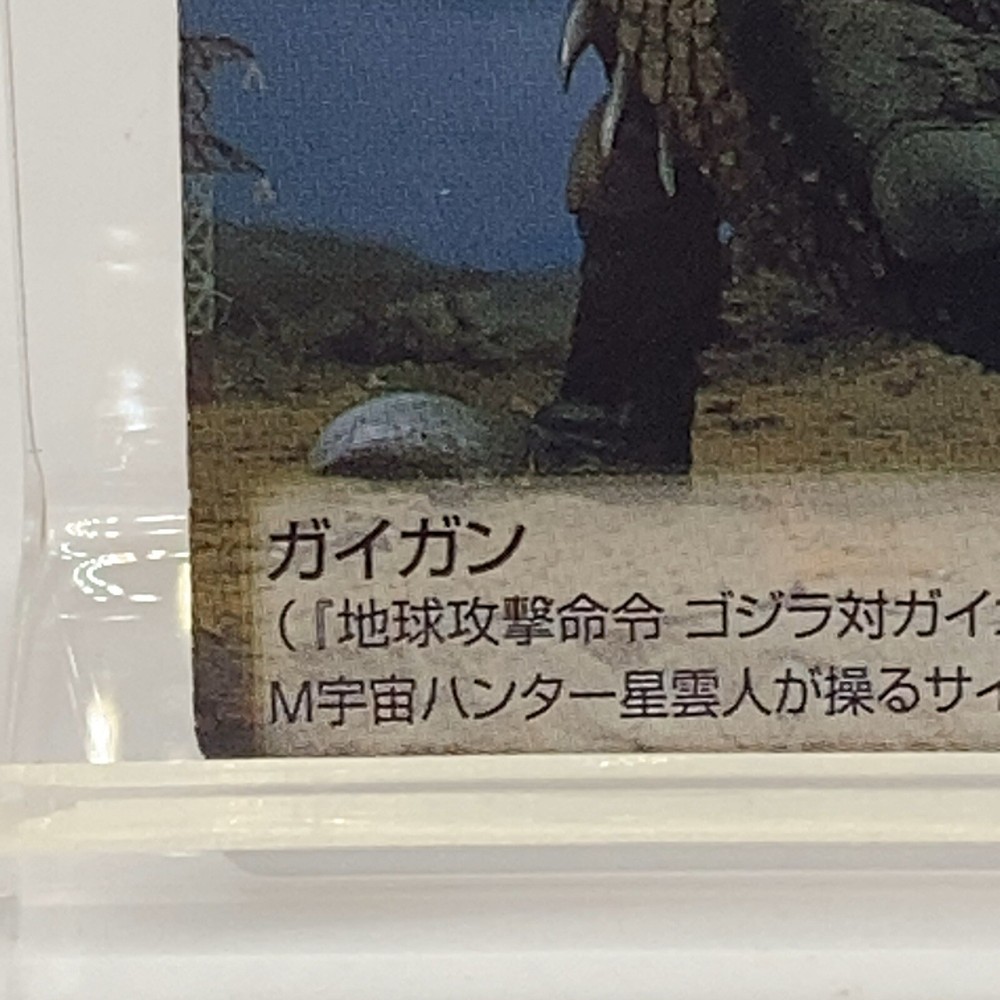 ガイガン
(『地球攻撃命令 ゴジラ対ガイ
M宇宙ハンター星雲人が操るサイ